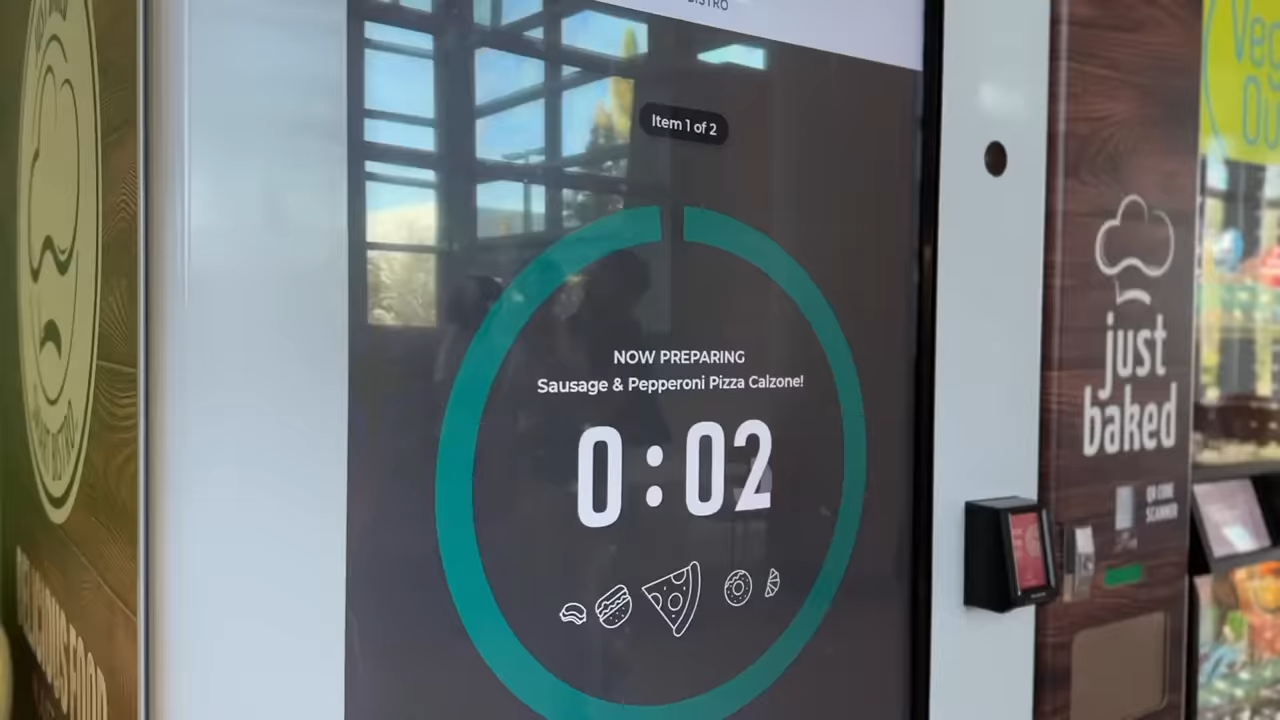 Item 1 of 2
NOW PREPARING
Sausage & Pepperoni Pizza Calzone!
0:02
just
baked
QR CODE
SCANNER